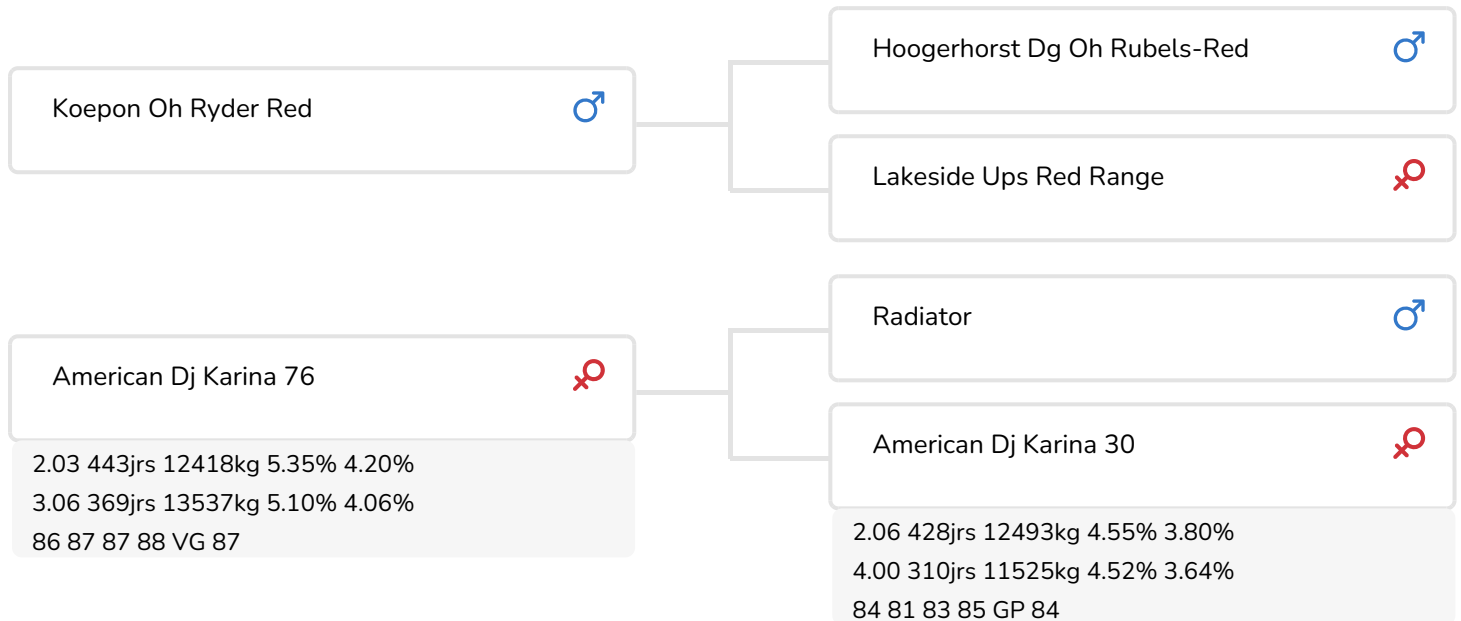 Hoogerhorst Dg Oh Rubels-Red
Koepon Oh Ryder Red
Lakeside Ups Red Range
Radiator
American Dj Karina 76
2.03 443jrs 12418kg 5.35% 4.20%
3.06 369jrs 13537kg 5.10% 4.06%
86 87 87 88 VG 87
American Dj Karina 30
2.06 428jrs 12493kg 4.55% 3.80%
4.00 310jrs 11525kg 4.52% 3.64%
84 81 83 85 GP 84